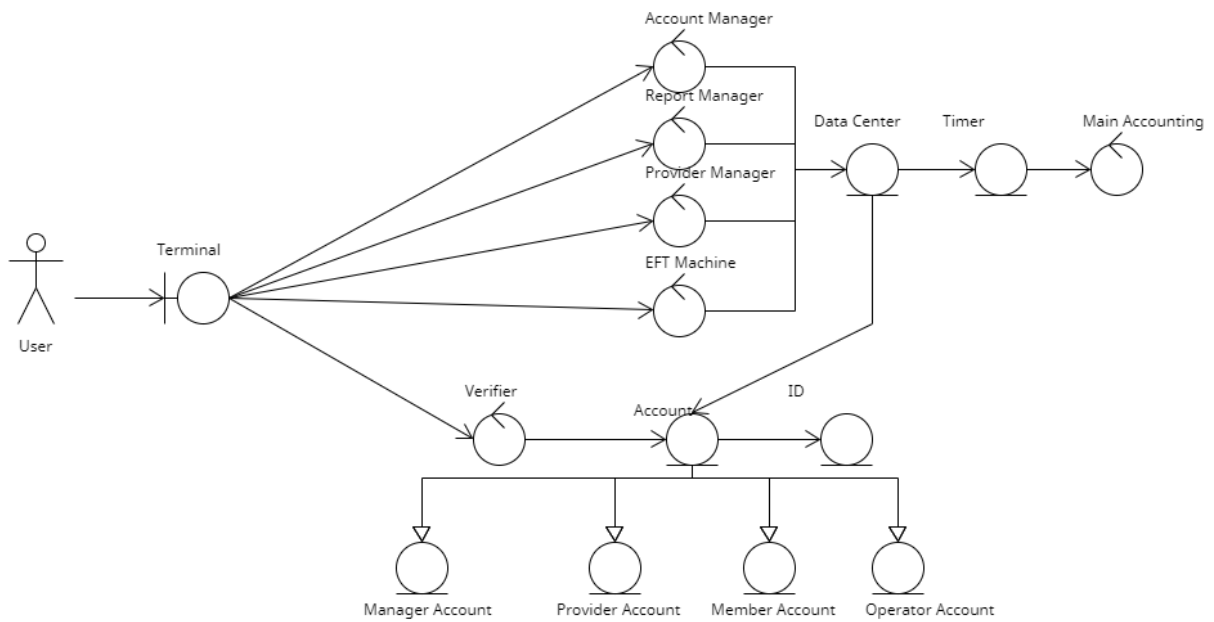 Account Manager
Report Manager
Data Center
Timer
Main Accounting
Provider Manager
Terminal
EFT Machine
User
Verifier
ID
Account
Manager Account
Provider Account
Member Account
Operator Account